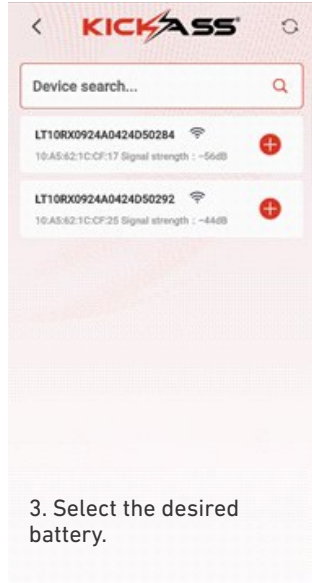 KICKASS
Device search...
LT10RX0924A0424D50284
10:A5:62:1C:CF:17 Signal strength : -56dB
LT10RX0924A0424D50292
10:A5:62:1C:CF:25 Signal strength : -44dB
3. Select the desired
battery.